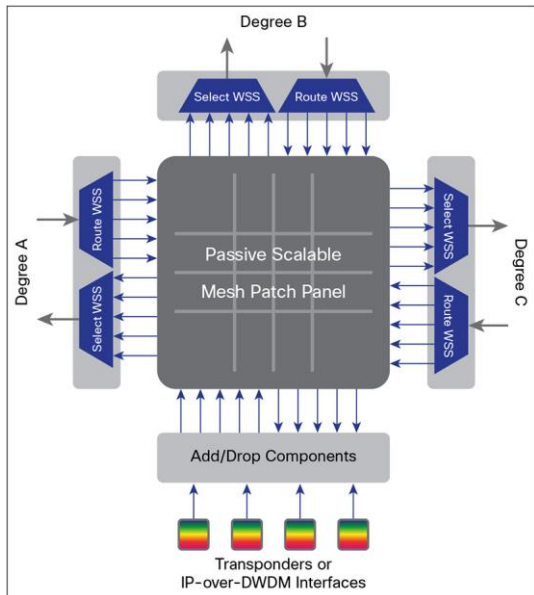 Degree B
Select WSS
Route WSS
Degree A
Route WSS
Select WSS
Passive Scalable
Mesh Patch Panel
Select WSS
Route WSS
Degree C
Add/Drop Components
Transponders or
IP-over-DWDM Interfaces